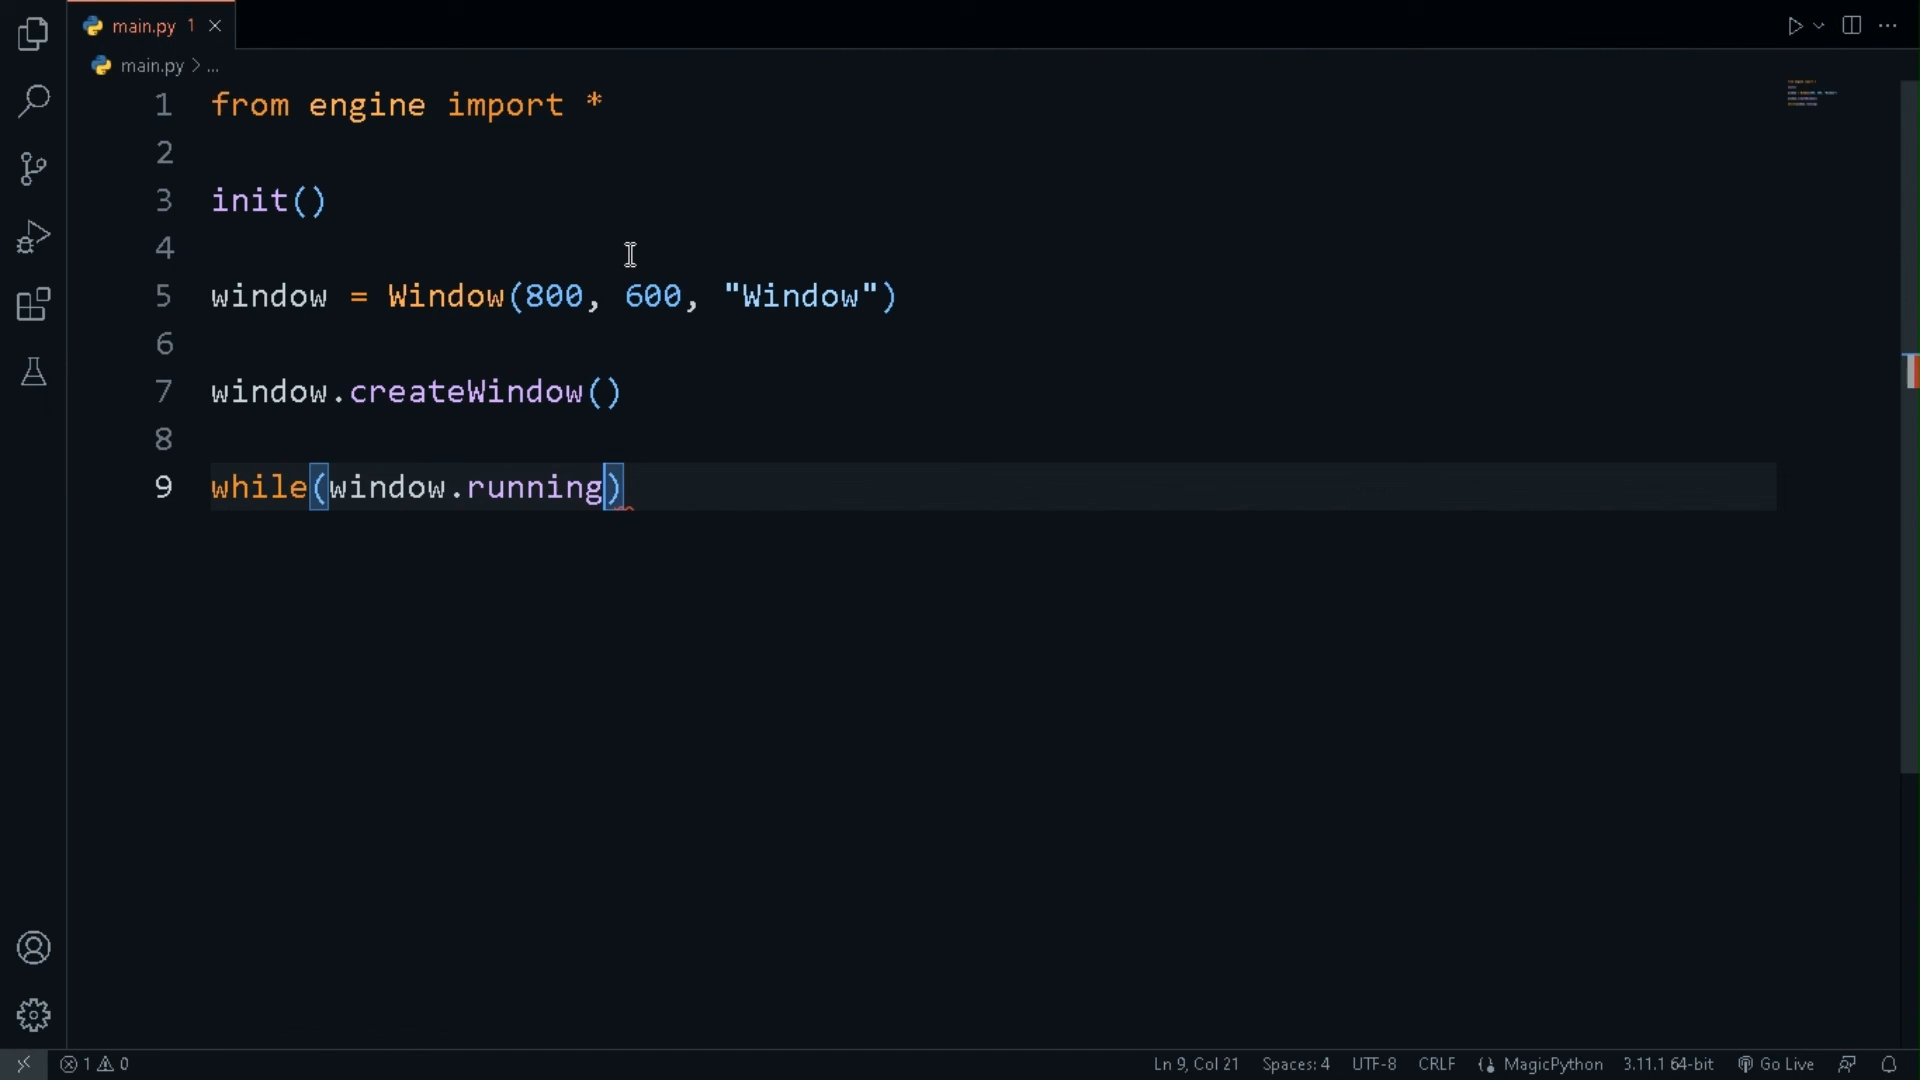 main.py 1
main.py > ...
1 from engine import *
2
3 init()
4
5 window = Window(800, 600, "Window")
6
7 window.createWindow()
8
9 while(window.running)
1 0 Ln 9, Col 21 Spaces: 4 UTF-8 CRLF MagicPython 3.11.1 64-bit Go Live